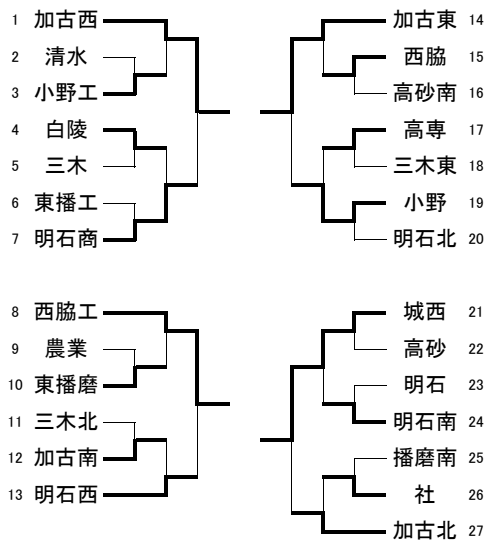 1 加古西
2 清水
3 小野工
4 白陵
5 三木
6 東播工
7 明石商
8 西脇工
9 農業
10 東播磨
11 三木北
12 加古南
13 明石西
加古東 14
西脇 15
高砂南 16
高専 17
三木東 18
小野 19
明石北 20
城西 21
高砂 22
明石 23
明石南 24
播磨南 25
社 26
加古北 27